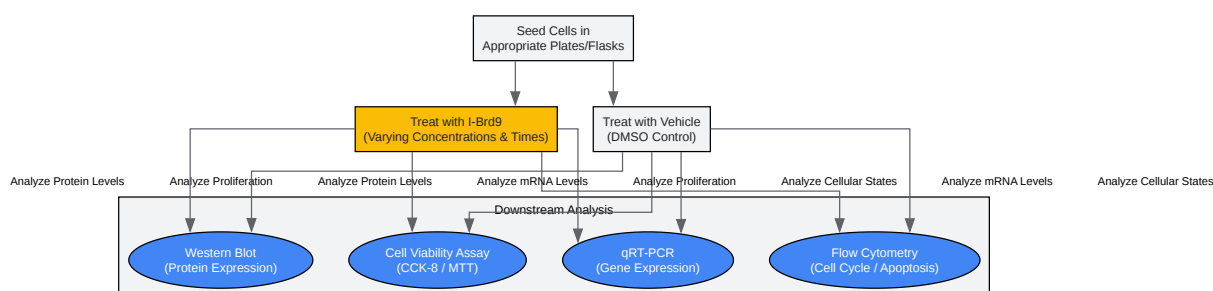 Seed Cells in
Appropriate Plates/Flasks
Treat with I-Brd9
(Varying Concentrations & Times)
Treat with Vehicle
(DMSO Control)
Analyze Protein Levels
Analyze Proliferation
Analyze Protein Levels
Analyze mRNA Levels
Analyze Proliferation
Analyze Cellular States
Analyze mRNA Levels
Analyze Cellular States
Downstream Analysis
Western Blot
(Protein Expression)
Cell Viability Assay
(CCK-8 / MTT)
qRT-PCR
(Gene Expression)
Flow Cytometry
(Cell Cycle / Apoptosis)